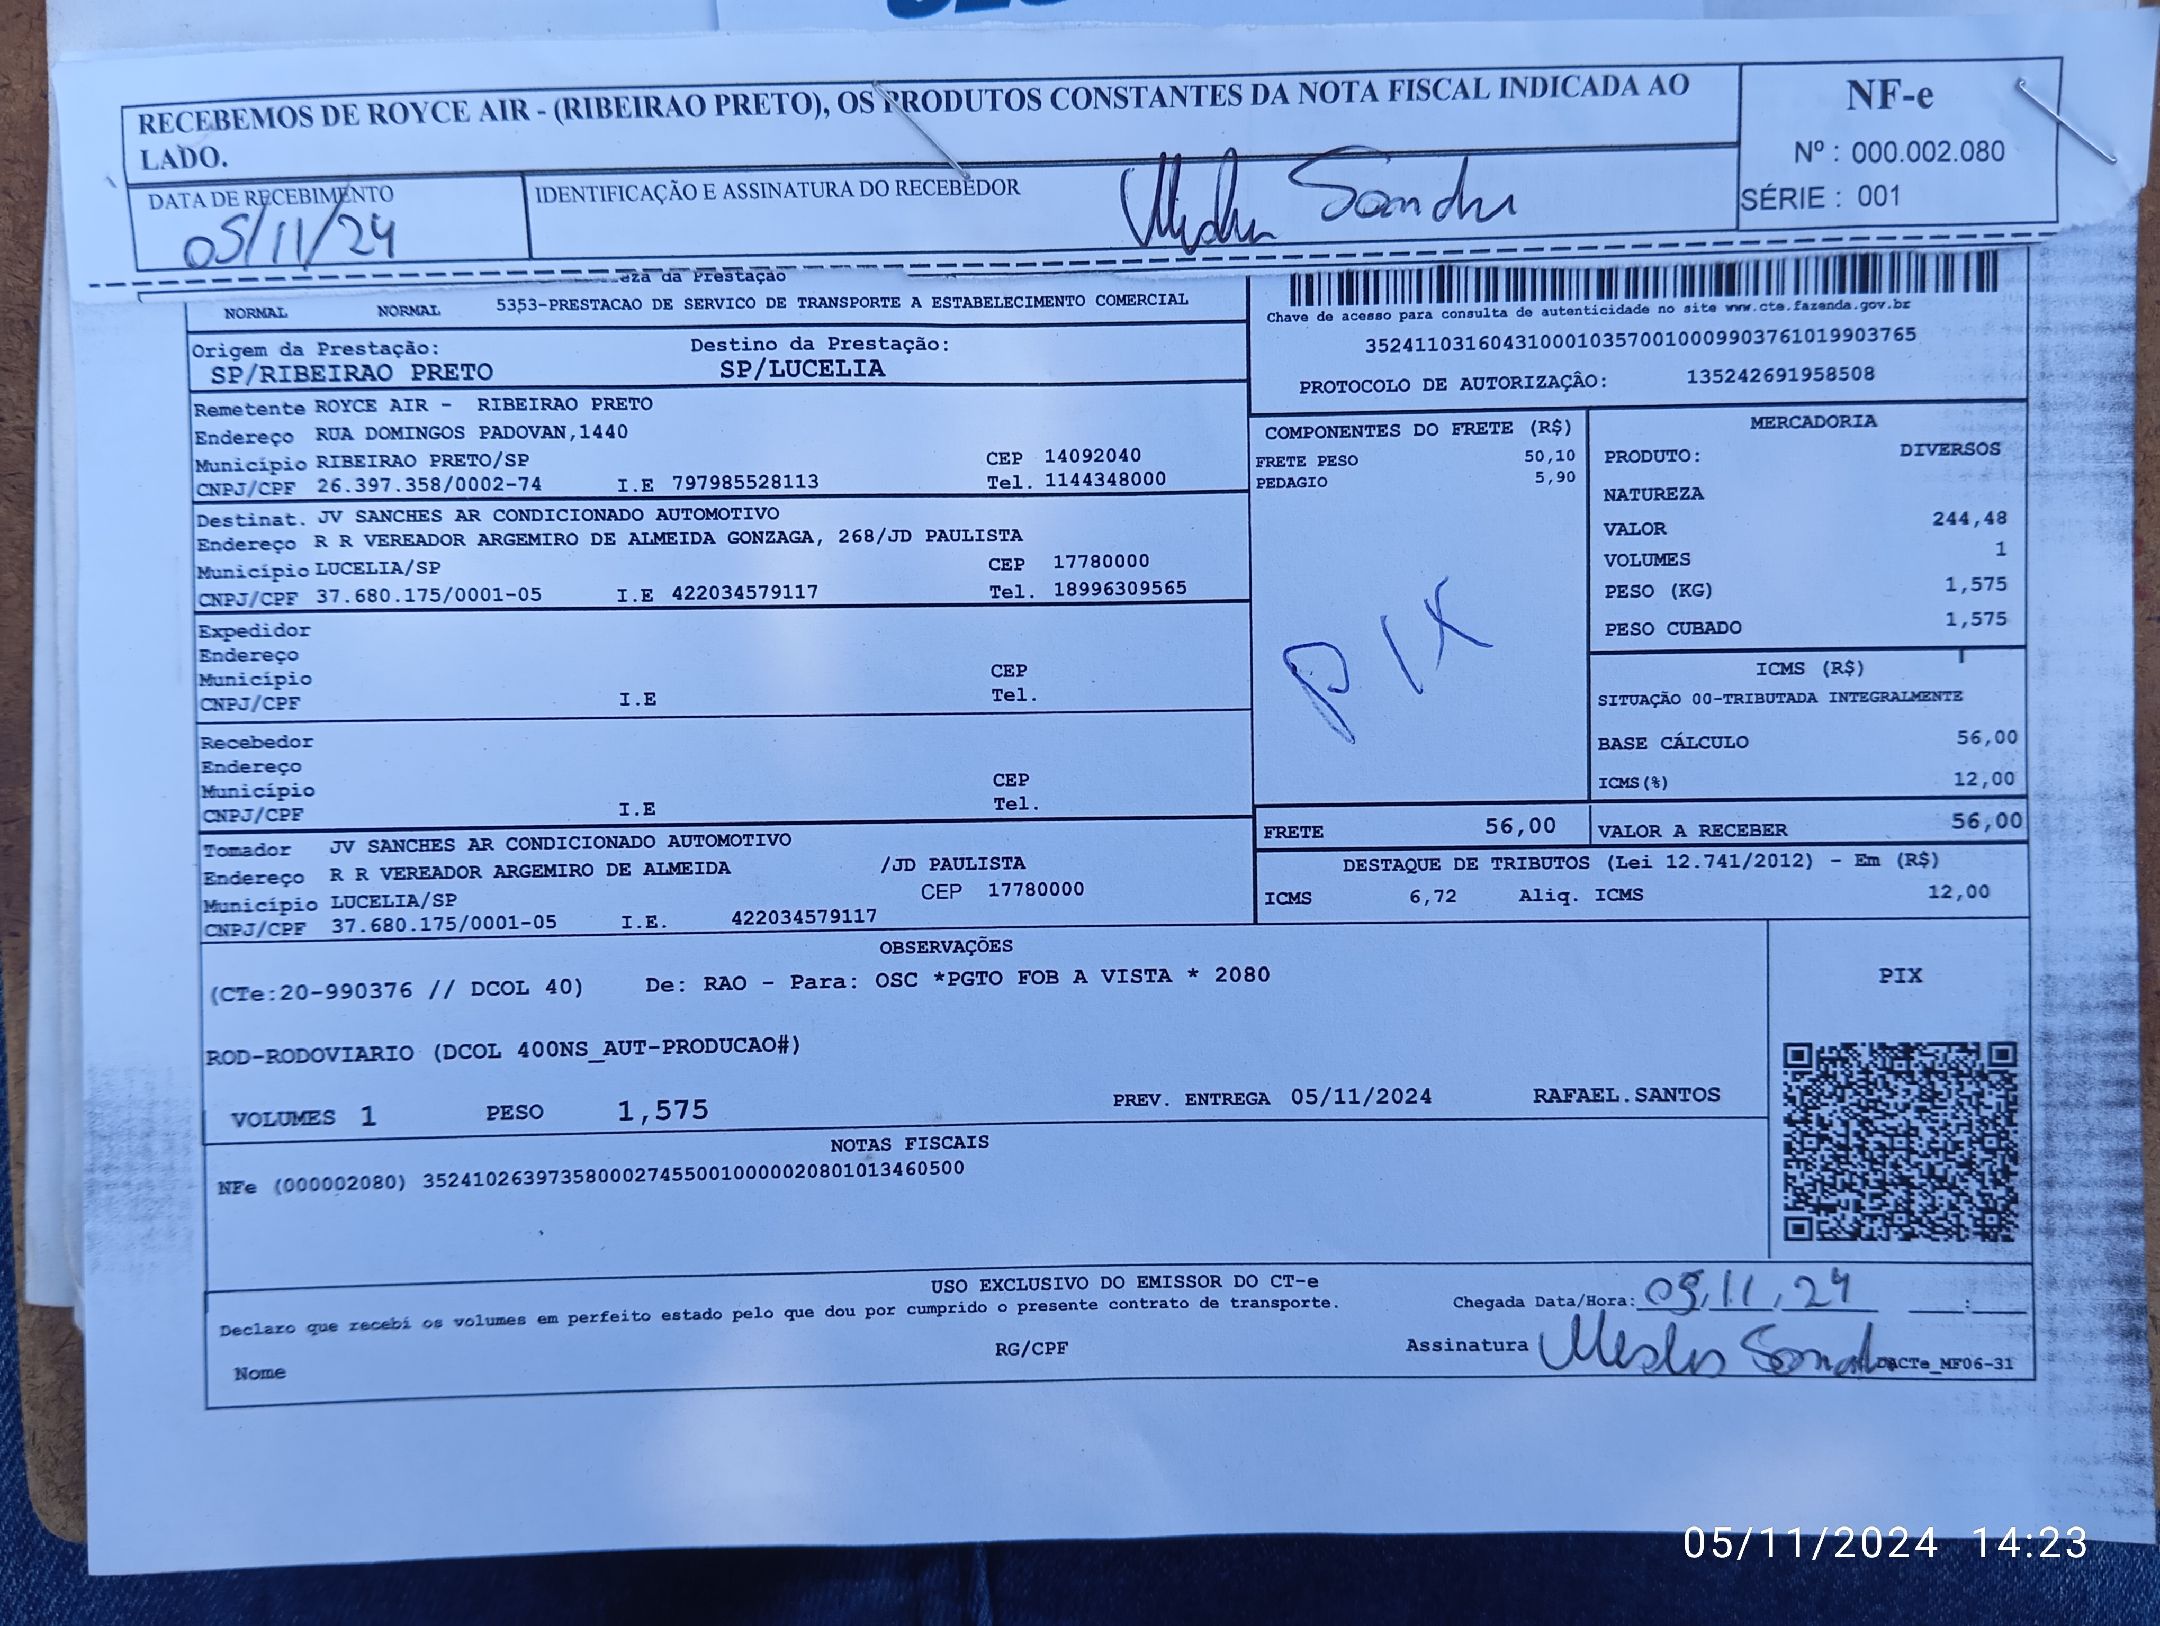 RECEBEMOS DE ROYCE AIR - (RIBEIRAO PRETO), OS PRODUTOS CONSTANTES DA NOTA FISCAL INDICADA AO
LADO.
NF-e
Nº : 000.002.080
SÉRIE : 001
DATA DE RECEBIMENTO
05/11/24
IDENTIFICAÇÃO E ASSINATURA DO RECEBEDOR
eza da Prestação
NORMAL NORMAL 5353-PRESTACAO DE SERVICO DE TRANSPORTE A ESTABELECIMENTO COMERCIAL
Chave de acesso para consulta de autenticidade no site www.cte.fazenda.gov.br
35241103160431000103570010009903761019903765
PROTOCOLO DE AUTORIZAÇÃO: 135242691958508
Origem da Prestação: Destino da Prestação:
SP/RIBEIRAO PRETO SP/LUCELIA
Remetente ROYCE AIR - RIBEIRAO PRETO
Endereço RUA DOMINGOS PADOVAN,1440
Município RIBEIRAO PRETO/SP CEP 14092040
CNPJ/CPF 26.397.358/0002-74 I.E 797985528113 Tel. 1144348000
Destinat. JV SANCHES AR CONDICIONADO AUTOMOTIVO
Endereço R R VEREADOR ARGEMIRO DE ALMEIDA GONZAGA, 268/JD PAULISTA
Município LUCELIA/SP CEP 17780000
CNPJ/CPF 37.680.175/0001-05 I.E 422034579117 Tel. 18996309565
Expedidor
Endereço
Município CEP
CNPJ/CPF I.E Tel.
Recebedor
Endereço
Município CEP
CNPJ/CPF I.E Tel.
Tomador JV SANCHES AR CONDICIONADO AUTOMOTIVO
Endereço R R VEREADOR ARGEMIRO DE ALMEIDA /JD PAULISTA
Município LUCELIA/SP CEP 17780000
CNPJ/CPF 37.680.175/0001-05 I.E. 422034579117
COMPONENTES DO FRETE (R$)
FRETE PESO 50,10
PEDAGIO 5,90
PIX
MERCADORIA
PRODUTO: DIVERSOS
NATUREZA
VALOR 244,48
VOLUMES 1
PESO (KG) 1,575
PESO CUBADO 1,575
ICMS (R$)
SITUAÇÃO 00-TRIBUTADA INTEGRALMENTE
BASE CÁLCULO 56,00
ICMS(%) 12,00
FRETE 56,00 VALOR A RECEBER 56,00
DESTAQUE DE TRIBUTOS (Lei 12.741/2012) - Em (R$)
ICMS 6,72 Aliq. ICMS 12,00
OBSERVAÇÕES
(CTe:20-990376 // DCOL 40) De: RAO - Para: OSC *PGTO FOB A VISTA * 2080
ROD-RODOVIARIO (DCOL 400NS_AUT-PRODUCAO#)
VOLUMES 1 PESO 1,575 PREV. ENTREGA 05/11/2024 RAFAEL.SANTOS
PIX
NOTAS FISCAIS
NFe (000002080) 35241026397358000274550010000020801013460500
USO EXCLUSIVO DO EMISSOR DO CT-e
Declaro que recebi os volumes em perfeito estado pelo que dou por cumprido o presente contrato de transporte.
Chegada Data/Hora: 05,11,24 __:__
Nome RG/CPF Assinatura
DACTe_MF06-31
05/11/2024 14:23